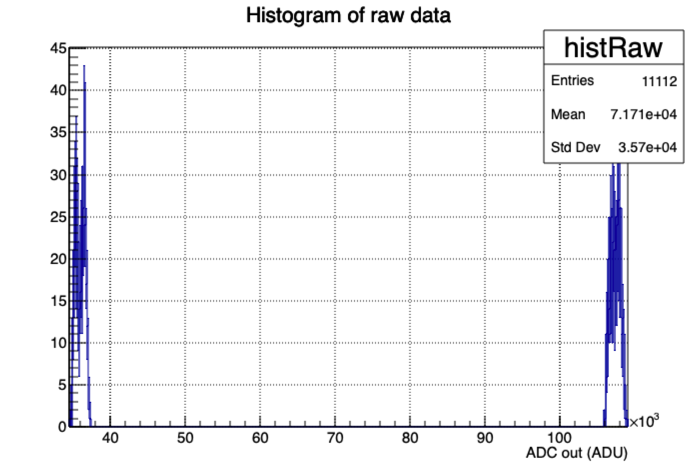 Histogram of raw data
histRaw
Entries 11112
Mean 7.171e+04
Std Dev 3.57e+04
45
40
35
30
25
20
15
10
5
0
40 50 60 70 80 90 100 ×10³
ADC out (ADU)